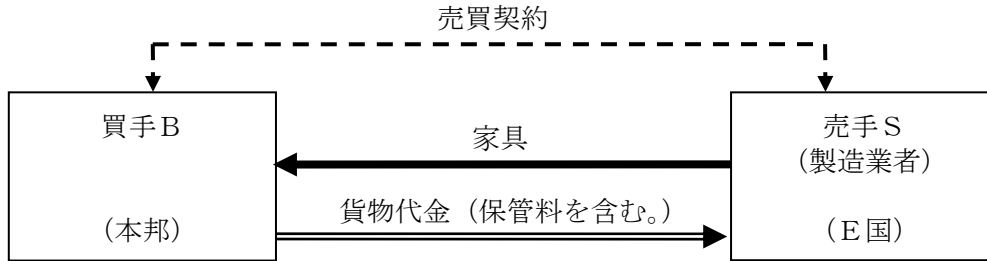 売買契約
買手B
(本邦)
家具
貨物代金(保管料を含む。)
売手S
(製造業者)
(E国)